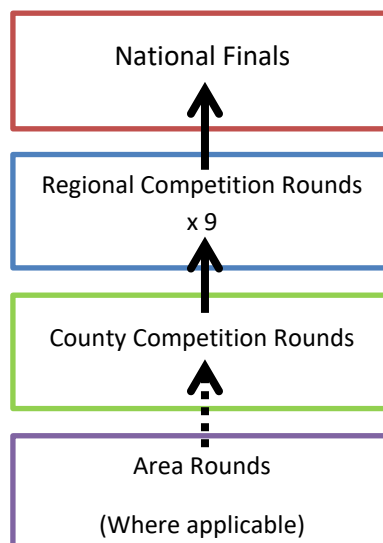 National Finals
Regional Competition Rounds
x 9
County Competition Rounds
Area Rounds
(Where applicable)